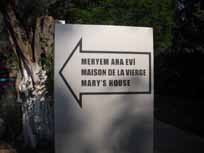 MERYEM ANA EVİ
MAISON DE LA VIERGE
MARY'S HOUSE